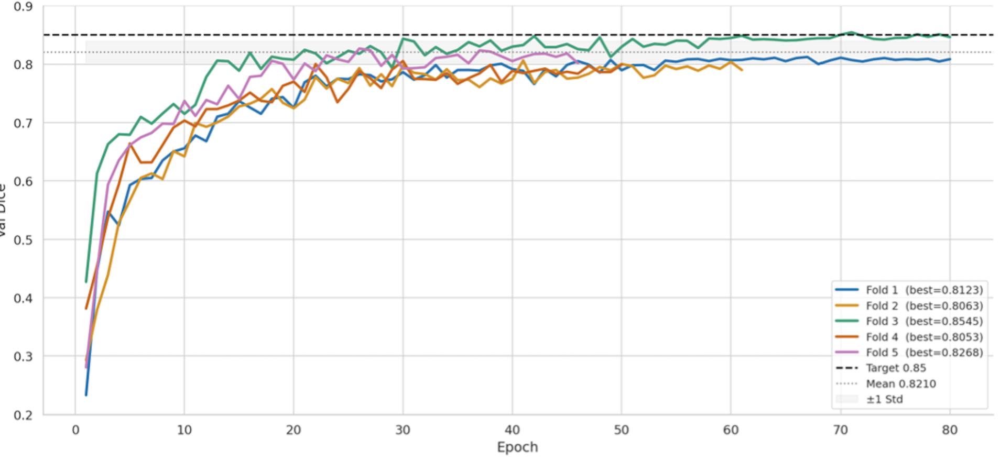 0.9
0.8
0.7
0.6
0.5
0.4
0.3
0.2
Val Dice
0 10 20 30 40 50 60 70 80
Epoch
Fold 1 (best=0.8123)
Fold 2 (best=0.8063)
Fold 3 (best=0.8545)
Fold 4 (best=0.8053)
Fold 5 (best=0.8268)
Target 0.85
Mean 0.8210
±1 Std